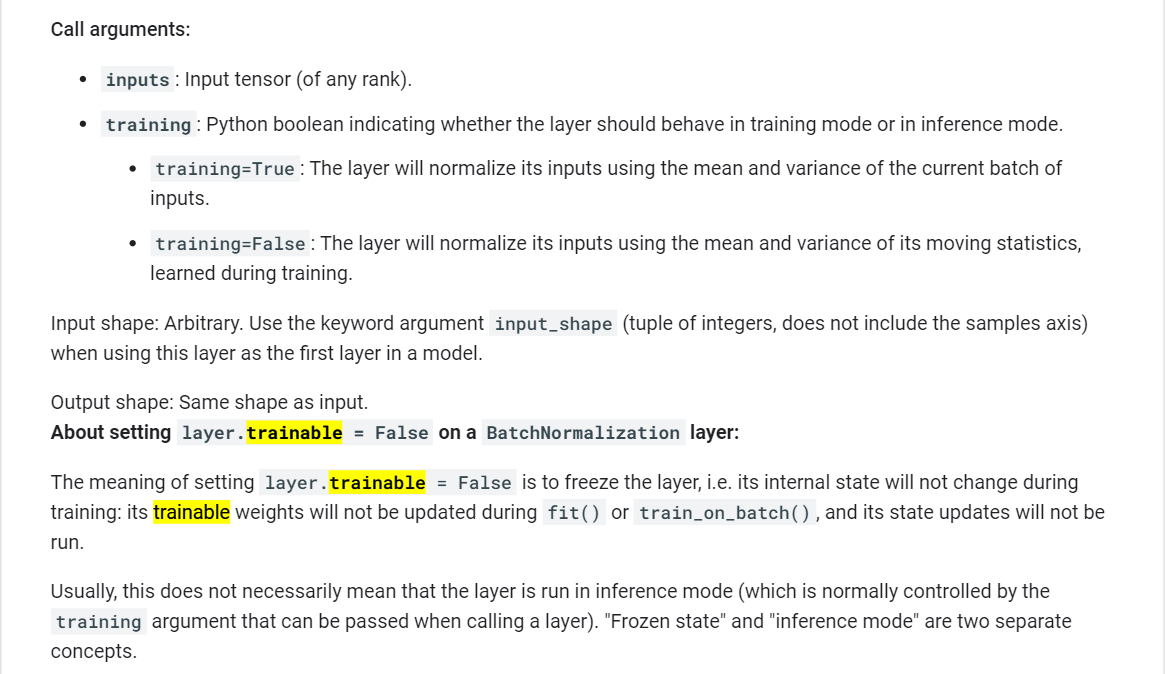 Call arguments:
inputs : Input tensor (of any rank).
training : Python boolean indicating whether the layer should behave in training mode or in inference mode.
training=True : The layer will normalize its inputs using the mean and variance of the current batch of
inputs.
training=False : The layer will normalize its inputs using the mean and variance of its moving statistics,
learned during training.
Input shape: Arbitrary. Use the keyword argument input_shape (tuple of integers, does not include the samples axis)
when using this layer as the first layer in a model.
Output shape: Same shape as input.
About setting layer.trainable = False on a BatchNormalization layer:
The meaning of setting layer.trainable = False is to freeze the layer, i.e. its internal state will not change during
training: its trainable weights will not be updated during fit() or train_on_batch() , and its state updates will not be
run.
Usually, this does not necessarily mean that the layer is run in inference mode (which is normally controlled by the
training argument that can be passed when calling a layer). "Frozen state" and "inference mode" are two separate
concepts.